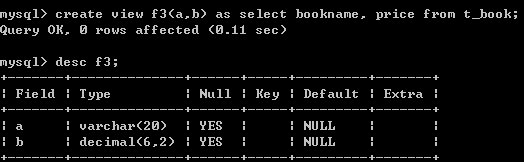 mysql> create view f3(a,b) as select bookname, price from t_book;
Query OK, 0 rows affected (0.11 sec)
mysql> desc f3;
+-------+--------------+------+-----+---------+-------+
| Field | Type         | Null | Key | Default | Extra |
+-------+--------------+------+-----+---------+-------+
| a     | varchar(20)  | YES  |     | NULL    |       |
| b     | decimal(6,2) | YES  |     | NULL    |       |